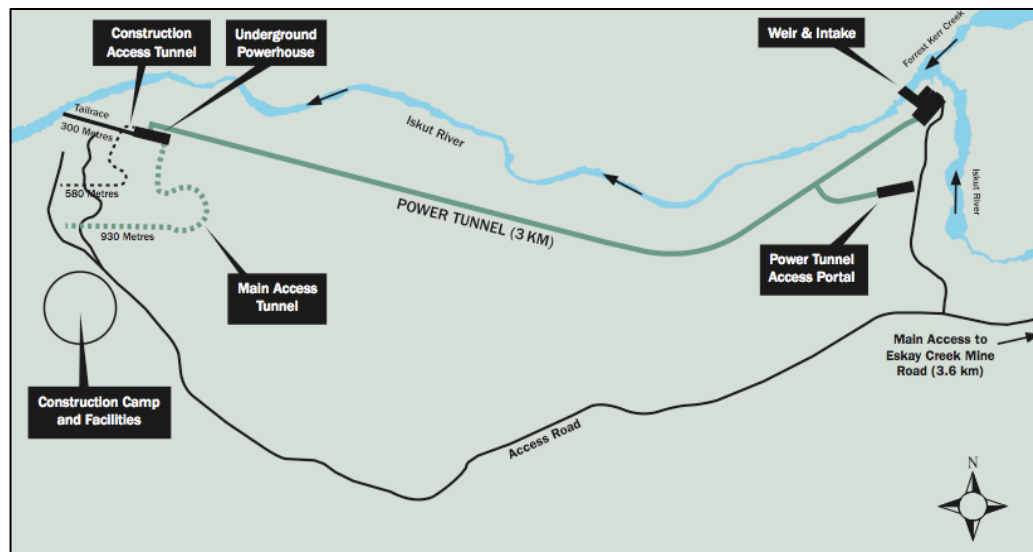 Construction
Access Tunnel
Underground
Powerhouse
Weir & Intake
Forrest Kerr Creek
Tailrace
300 Metres
Iskut River
580 Metres
930 Metres
POWER TUNNEL (3 KM)
Iskut River
Main Access
Tunnel
Power Tunnel
Access Portal
Main Access to
Eskay Creek Mine
Road (3.6 km)
Construction Camp
and Facilities
Access Road
N